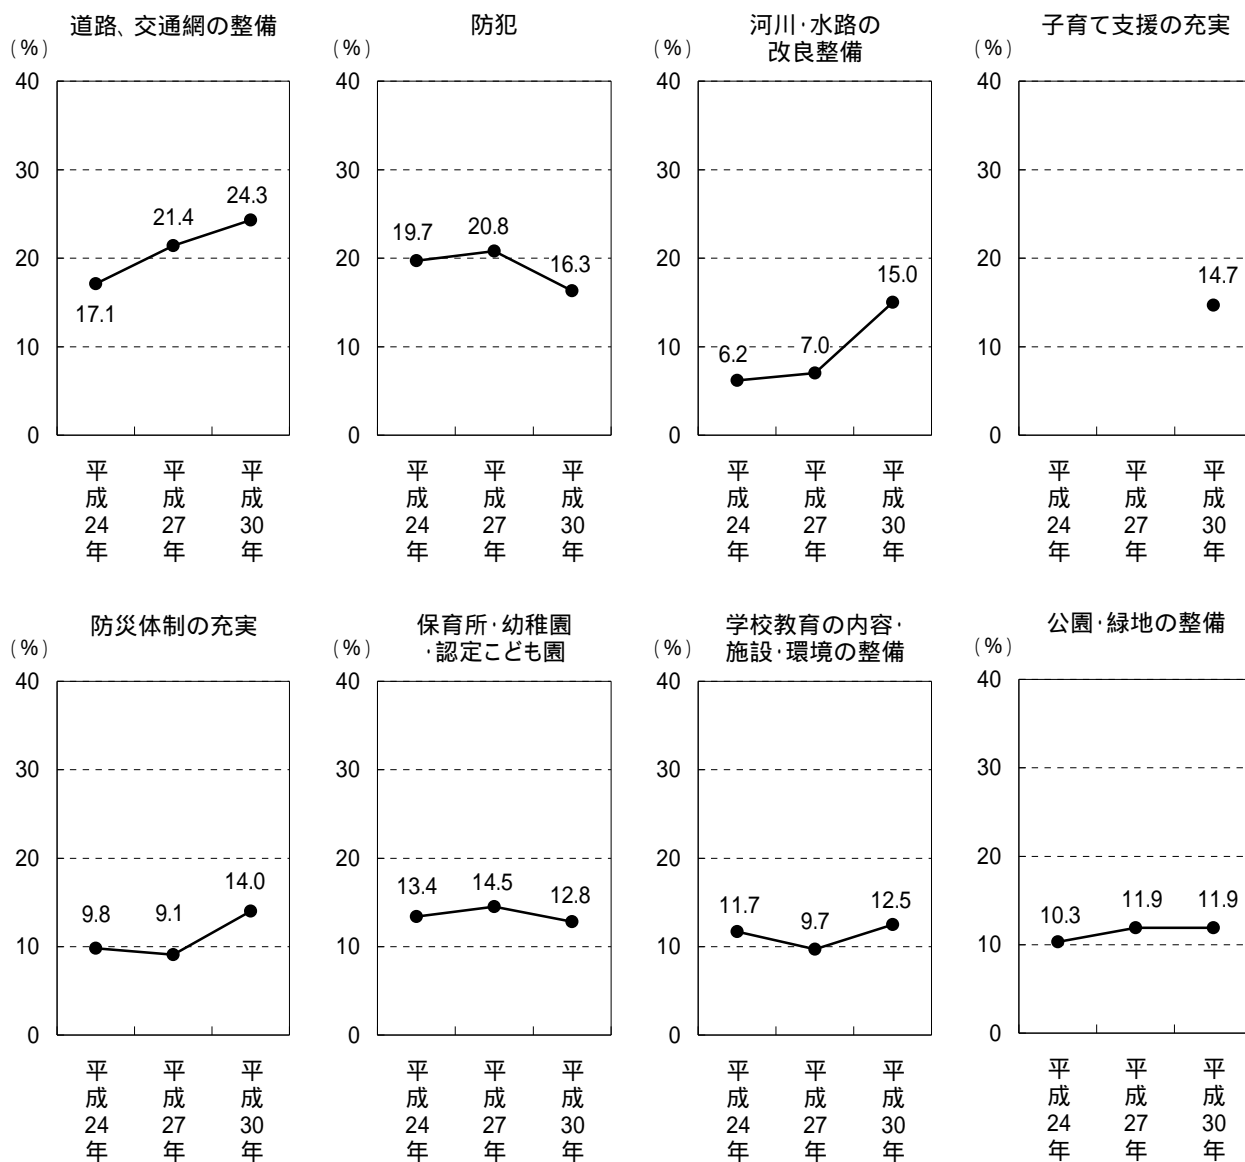 道路、交通網の整備
(%)
40
30
20
10
0
17.1
21.4
24.3
平成24年
平成27年
平成30年
防犯
(%)
40
30
20
10
0
19.7
20.8
16.3
平成24年
平成27年
平成30年
河川・水路の
改良整備
(%)
40
30
20
10
0
6.2
7.0
15.0
平成24年
平成27年
平成30年
子育て支援の充実
(%)
40
30
20
10
0
14.7
平成24年
平成27年
平成30年
防災体制の充実
(%)
40
30
20
10
0
9.8
9.1
14.0
平成24年
平成27年
平成30年
保育所・幼稚園
・認定こども園
(%)
40
30
20
10
0
13.4
14.5
12.8
平成24年
平成27年
平成30年
学校教育の内容・
施設・環境の整備
(%)
40
30
20
10
0
11.7
9.7
12.5
平成24年
平成27年
平成30年
公園・緑地の整備
(%)
40
30
20
10
0
10.3
11.9
11.9
平成24年
平成27年
平成30年